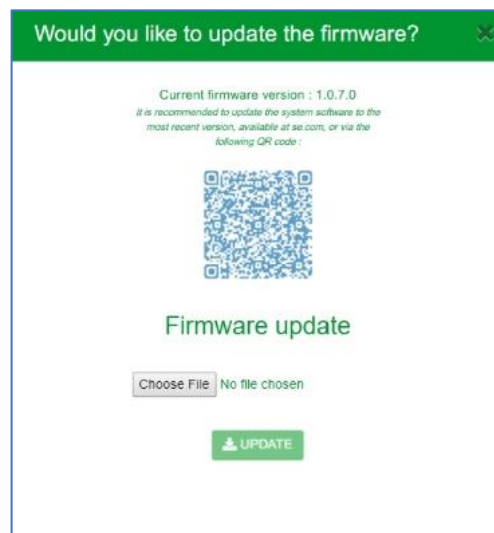 Would you like to update the firmware?
Current firmware version : 1.0.7.0
It is recommended to update the system software to the
most recent version, available at se.com, or via the
following QR code :
Firmware update
Choose File No file chosen
UPDATE